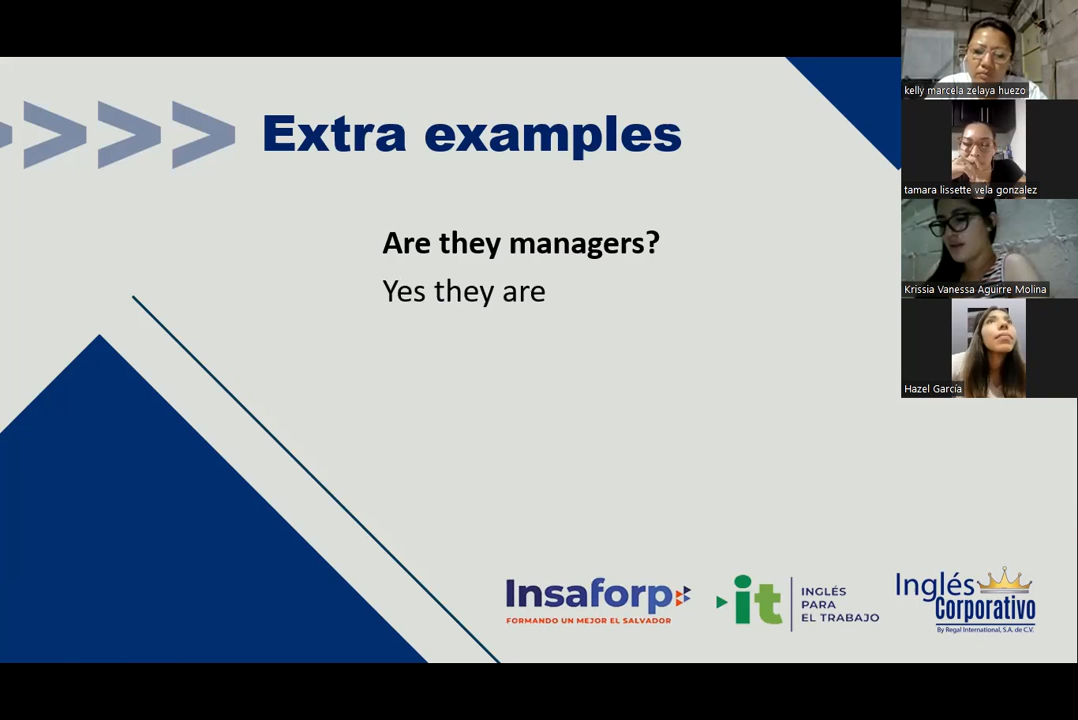 Extra examples
Are they managers?
Yes they are
Insaforp
FORMANDO UN MEJOR EL SALVADOR
it
INGLÉS
PARA
EL TRABAJO
Inglés
Corporativo
By Regal International, S.A. de C.V.
kelly marcela zelaya huezo
tamara lissette vela gonzalez
Krissia Vanessa Aguirre Molina
Hazel García